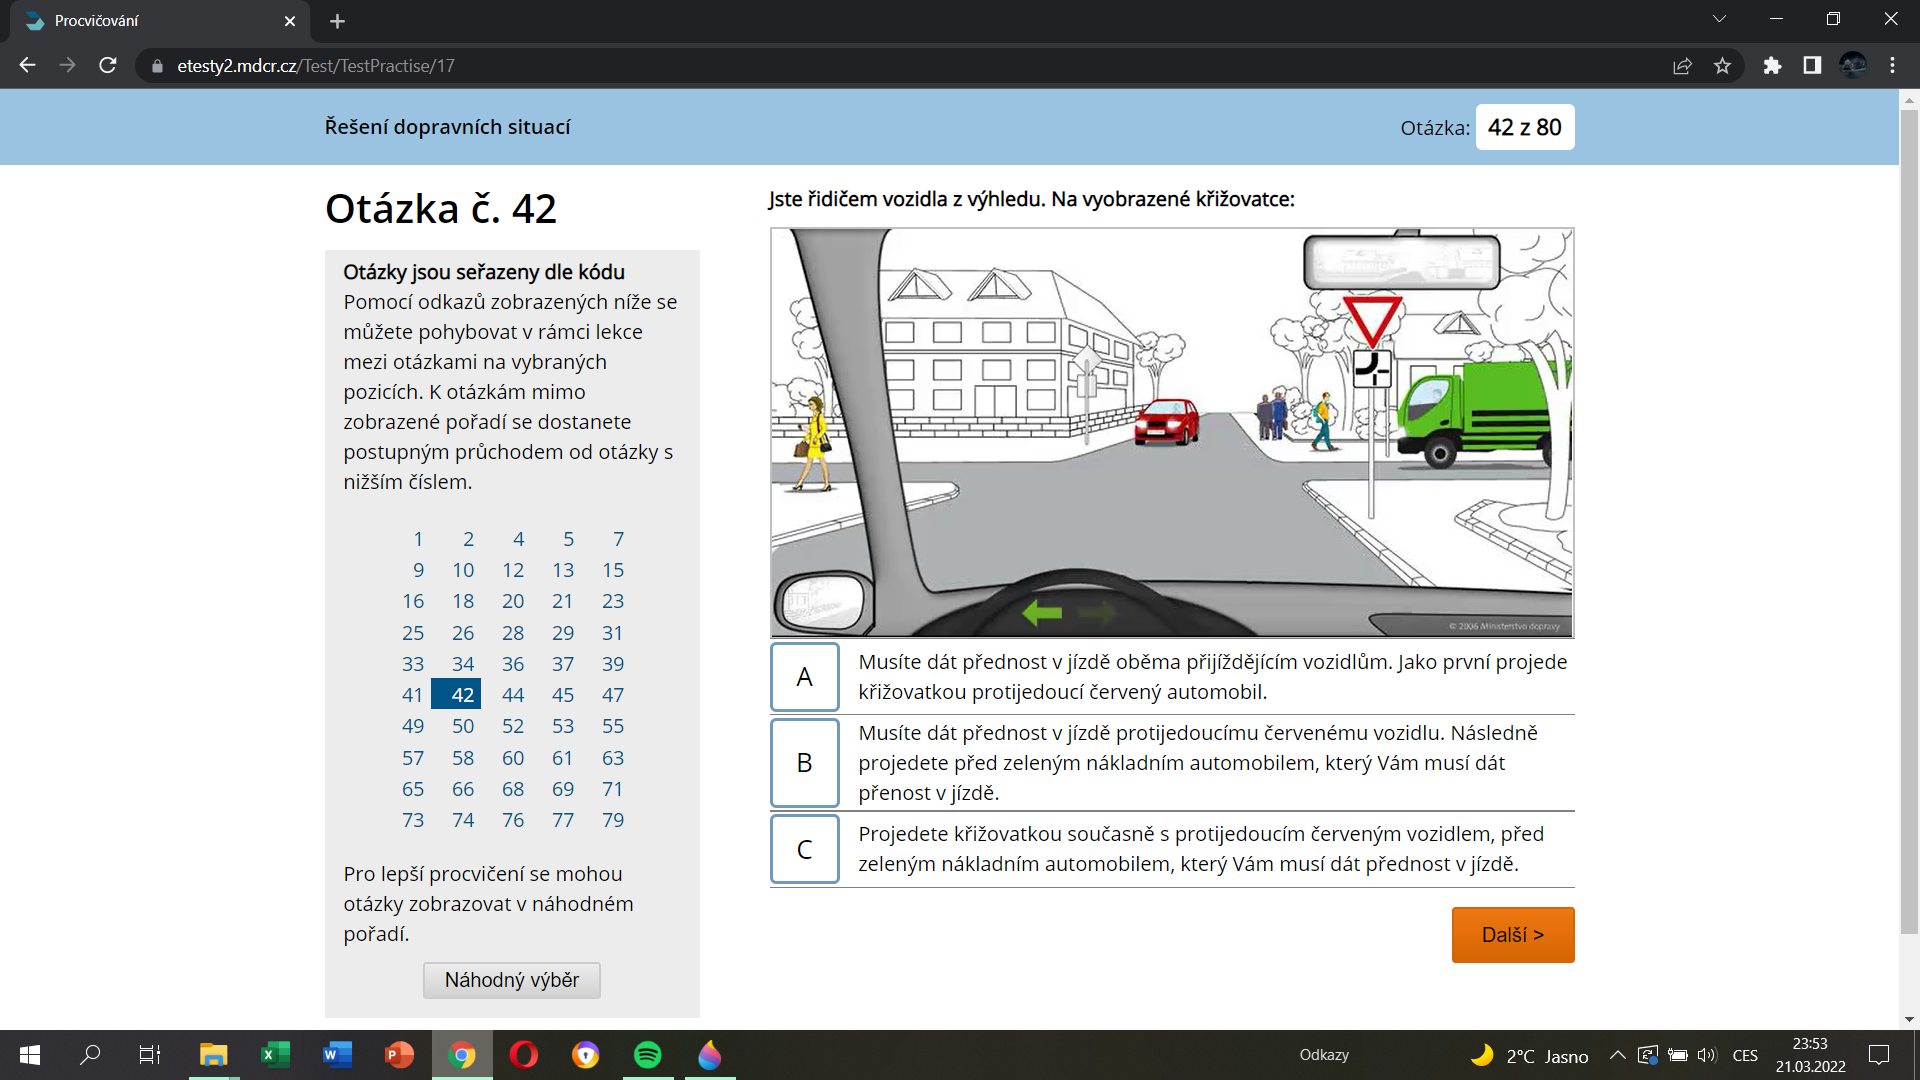 Procvičování
etesty2.mdcr.cz/Test/TestPractise/17
Řešení dopravních situací
Otázka: 42 z 80
Otázka č. 42
Otázky jsou seřazeny dle kódu
Pomocí odkazů zobrazených níže se
můžete pohybovat v rámci lekce
mezi otázkami na vybraných
pozicích. K otázkám mimo
zobrazené pořadí se dostanete
postupným průchodem od otázky s
nižším číslem.
1 2 4 5 7
9 10 12 13 15
16 18 20 21 23
25 26 28 29 31
33 34 36 37 39
41 42 44 45 47
49 50 52 53 55
57 58 60 61 63
65 66 68 69 71
73 74 76 77 79
Pro lepší procvičení se mohou
otázky zobrazovat v náhodném
pořadí.
Náhodný výběr
Jste řidičem vozidla z výhledu. Na vyobrazené křižovatce:
© 2006 Ministerstvo dopravy
A
Musíte dát přednost v jízdě oběma přijíždějícím vozidlům. Jako první projede
křižovatkou protijedoucí červený automobil.
B
Musíte dát přednost v jízdě protijedoucímu červenému vozidlu. Následně
projedete před zeleným nákladním automobilem, který Vám musí dát
přenost v jízdě.
C
Projedete křižovatkou současně s protijedoucím červeným vozidlem, před
zeleným nákladním automobilem, který Vám musí dát přednost v jízdě.
Další >
Odkazy
2°C Jasno
CES
23:53
21.03.2022